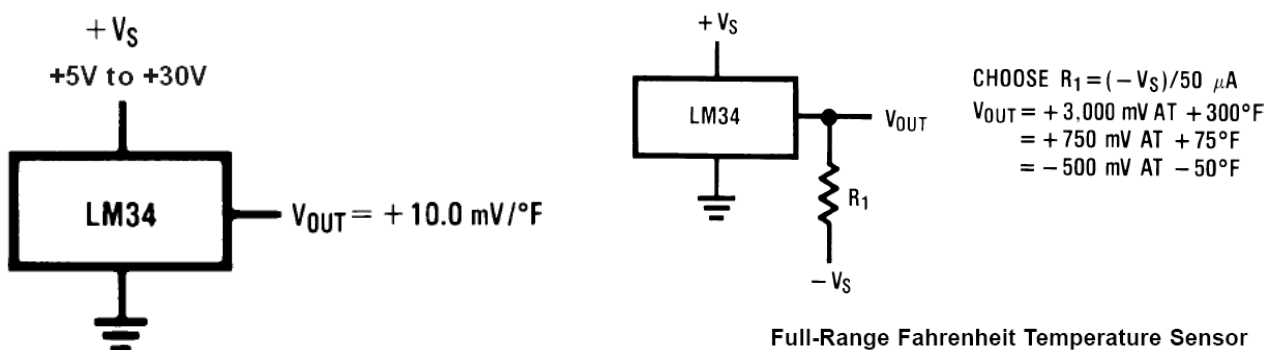 +VS
+5V to +30V
LM34
VOUT = +10.0 mV/°F
+VS
LM34
VOUT
R1
−VS
CHOOSE R1 = (−VS)/50 µA
VOUT = +3,000 mV AT +300°F
= +750 mV AT +75°F
= −500 mV AT −50°F
Full-Range Fahrenheit Temperature Sensor